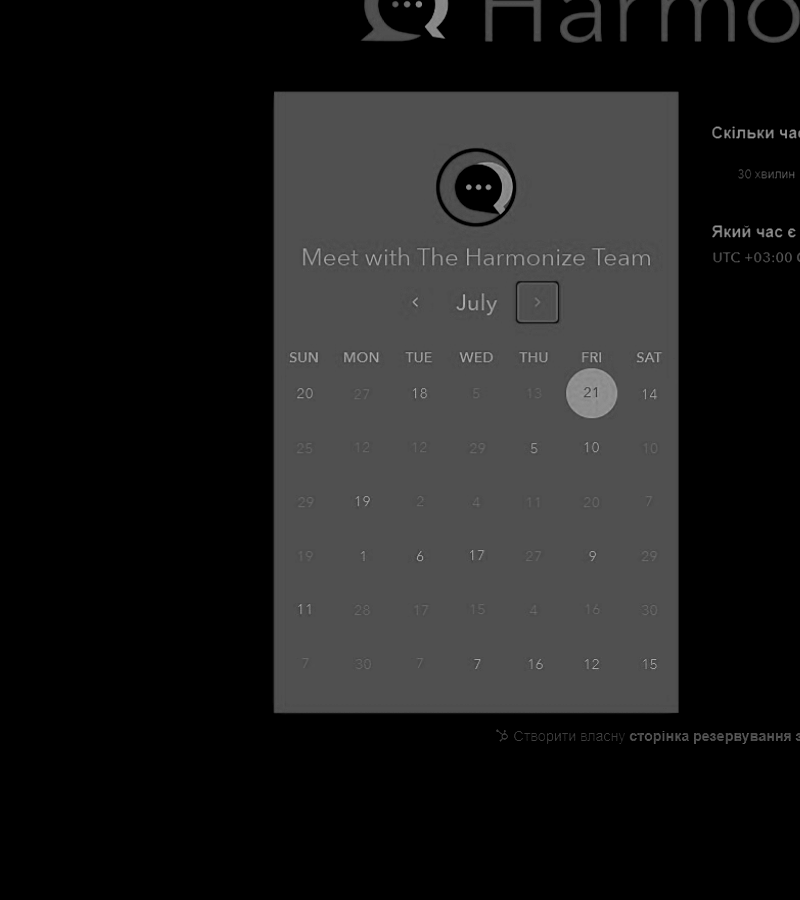 Harmo
Скільки ча
30 хвилин
Який час є
UTC +03:00
Meet with The Harmonize Team
July
SUN MON TUE WED THU FRI SAT
20 27 18 5 13 21 14
25 12 12 29 5 10 10
29 19 2 4 11 20 7
19 1 6 17 27 9 29
11 28 17 15 4 16 30
7 30 7 7 16 12 15
Створити власну сторінка резервування з